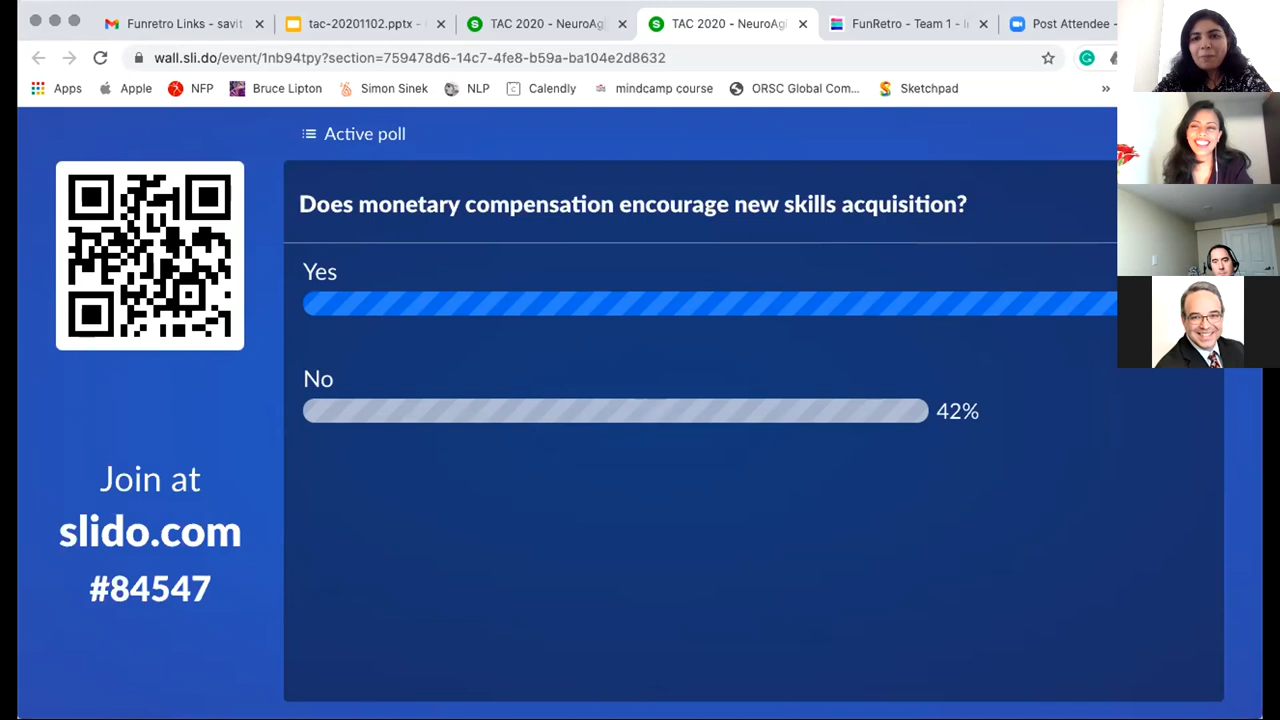 Funretro Links - savit
tac-20201102.pptx -
TAC 2020 - NeuroAgi
TAC 2020 - NeuroAgi
FunRetro - Team 1 - I
Post Attendee -
wall.sli.do/event/1nb94tpy?section=759478d6-14c7-4fe8-b59a-ba104e2d8632
Apps
Apple
NFP
Bruce Lipton
Simon Sinek
NLP
Calendly
mindcamp course
ORSC Global Com...
Sketchpad
Active poll
Does monetary compensation encourage new skills acquisition?
Yes
No
42%
Join at
slido.com
#84547